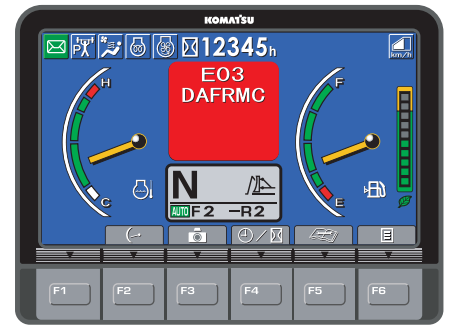 KOMATSU
P
12345h
km/h
E03
DAFRMC
H
C
F
E
N
AUTO F2 -R2
F1 F2 F3 F4 F5 F6